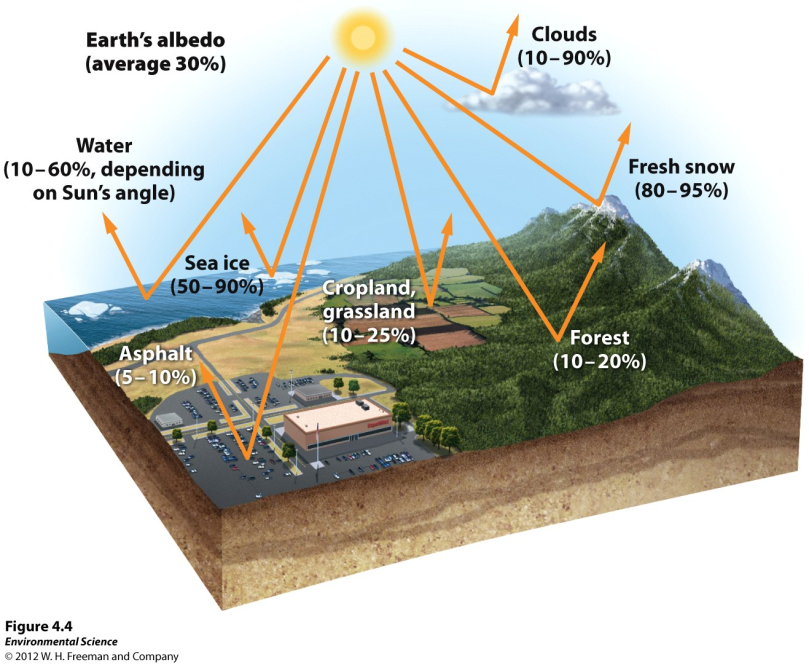 Earth's albedo
(average 30%)
Clouds
(10–90%)
Water
(10–60%, depending
on Sun's angle)
Fresh snow
(80–95%)
Sea ice
(50–90%)
Cropland,
grassland
(10–25%)
Forest
(10–20%)
Asphalt
(5–10%)
Figure 4.4
Environmental Science
© 2012 W. H. Freeman and Company